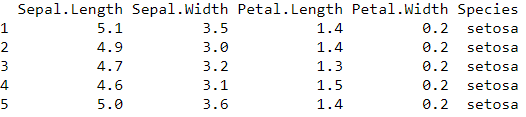 Sepal.Length Sepal.Width Petal.Length Petal.Width Species
1 5.1 3.5 1.4 0.2 setosa
2 4.9 3.0 1.4 0.2 setosa
3 4.7 3.2 1.3 0.2 setosa
4 4.6 3.1 1.5 0.2 setosa
5 5.0 3.6 1.4 0.2 setosa